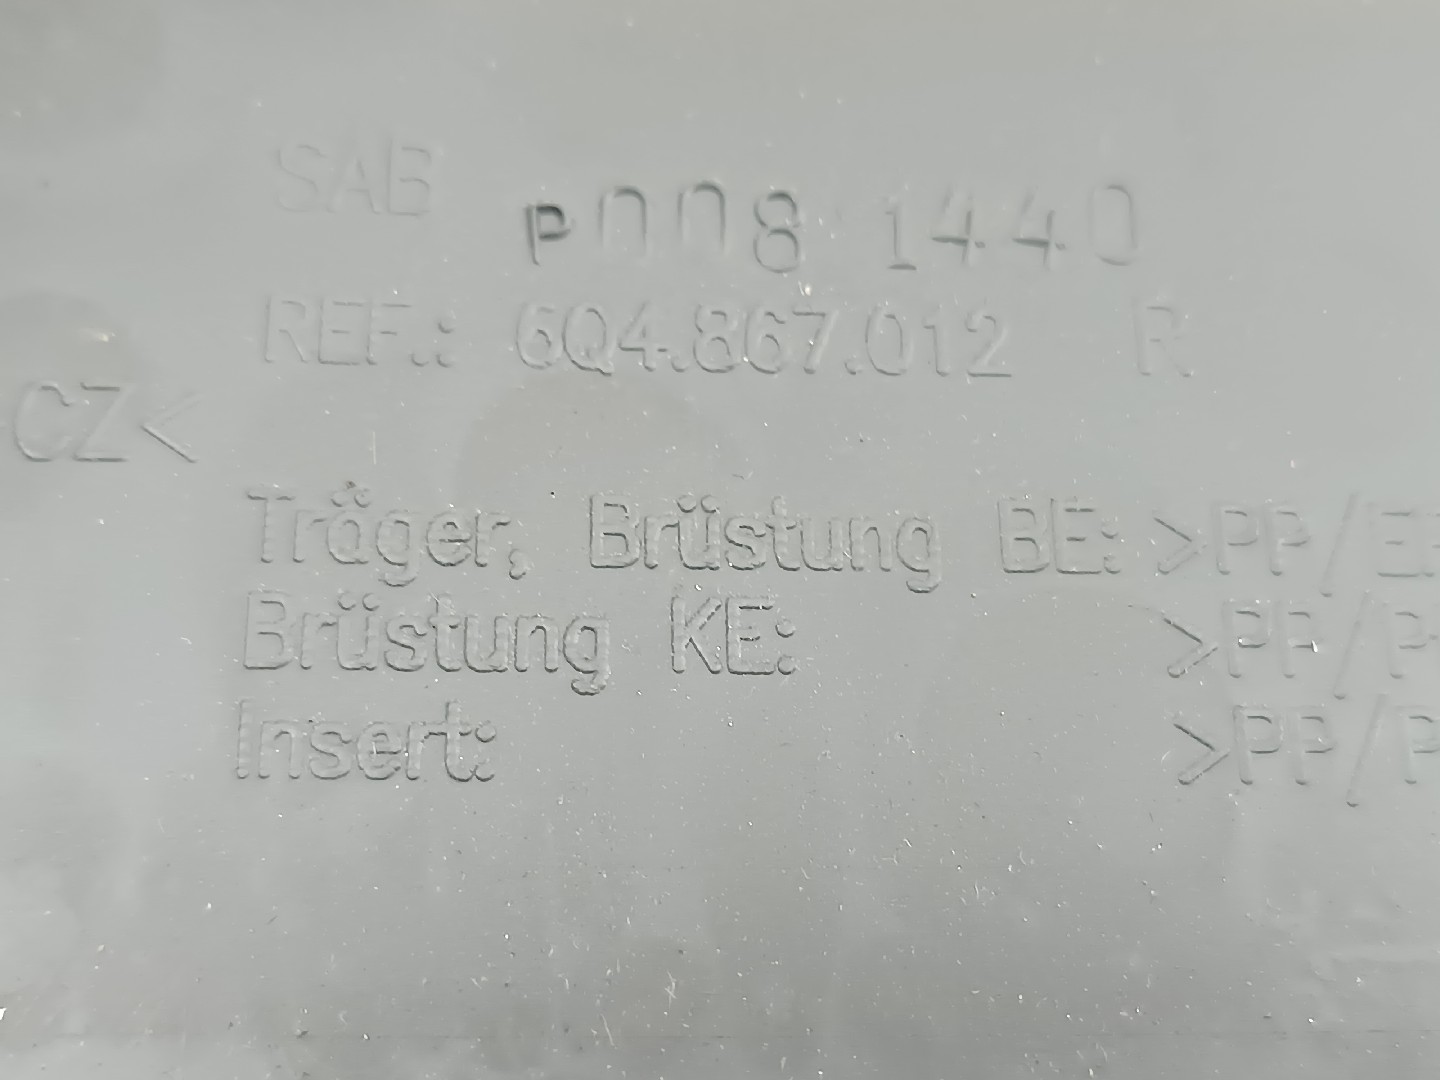 SAB P008 1440
REF.: 6Q4.867.012 R
CZ<
Träger, Brüstung BE: >PP/
Brüstung KE: >PP/P
Insert: >PP/P